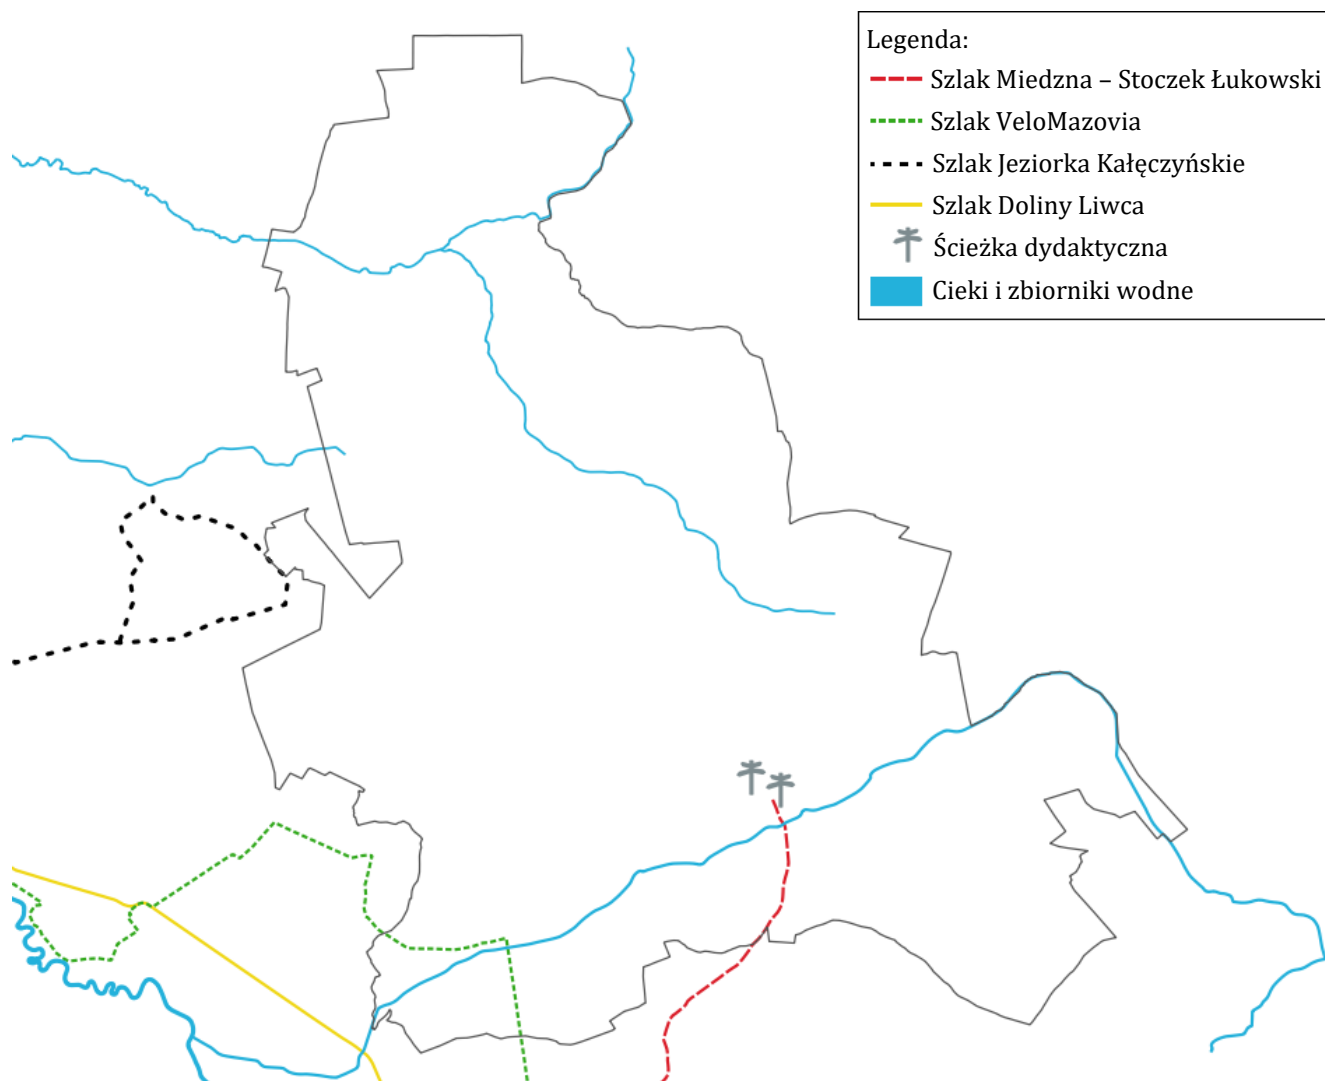 Legenda:
Szlak Miedzna – Stoczek Łukowski
Szlak VeloMazovia
Szlak Jeziorka Kałęczyńskie
Szlak Doliny Liwca
Ścieżka dydaktyczna
Cieki i zbiorniki wodne